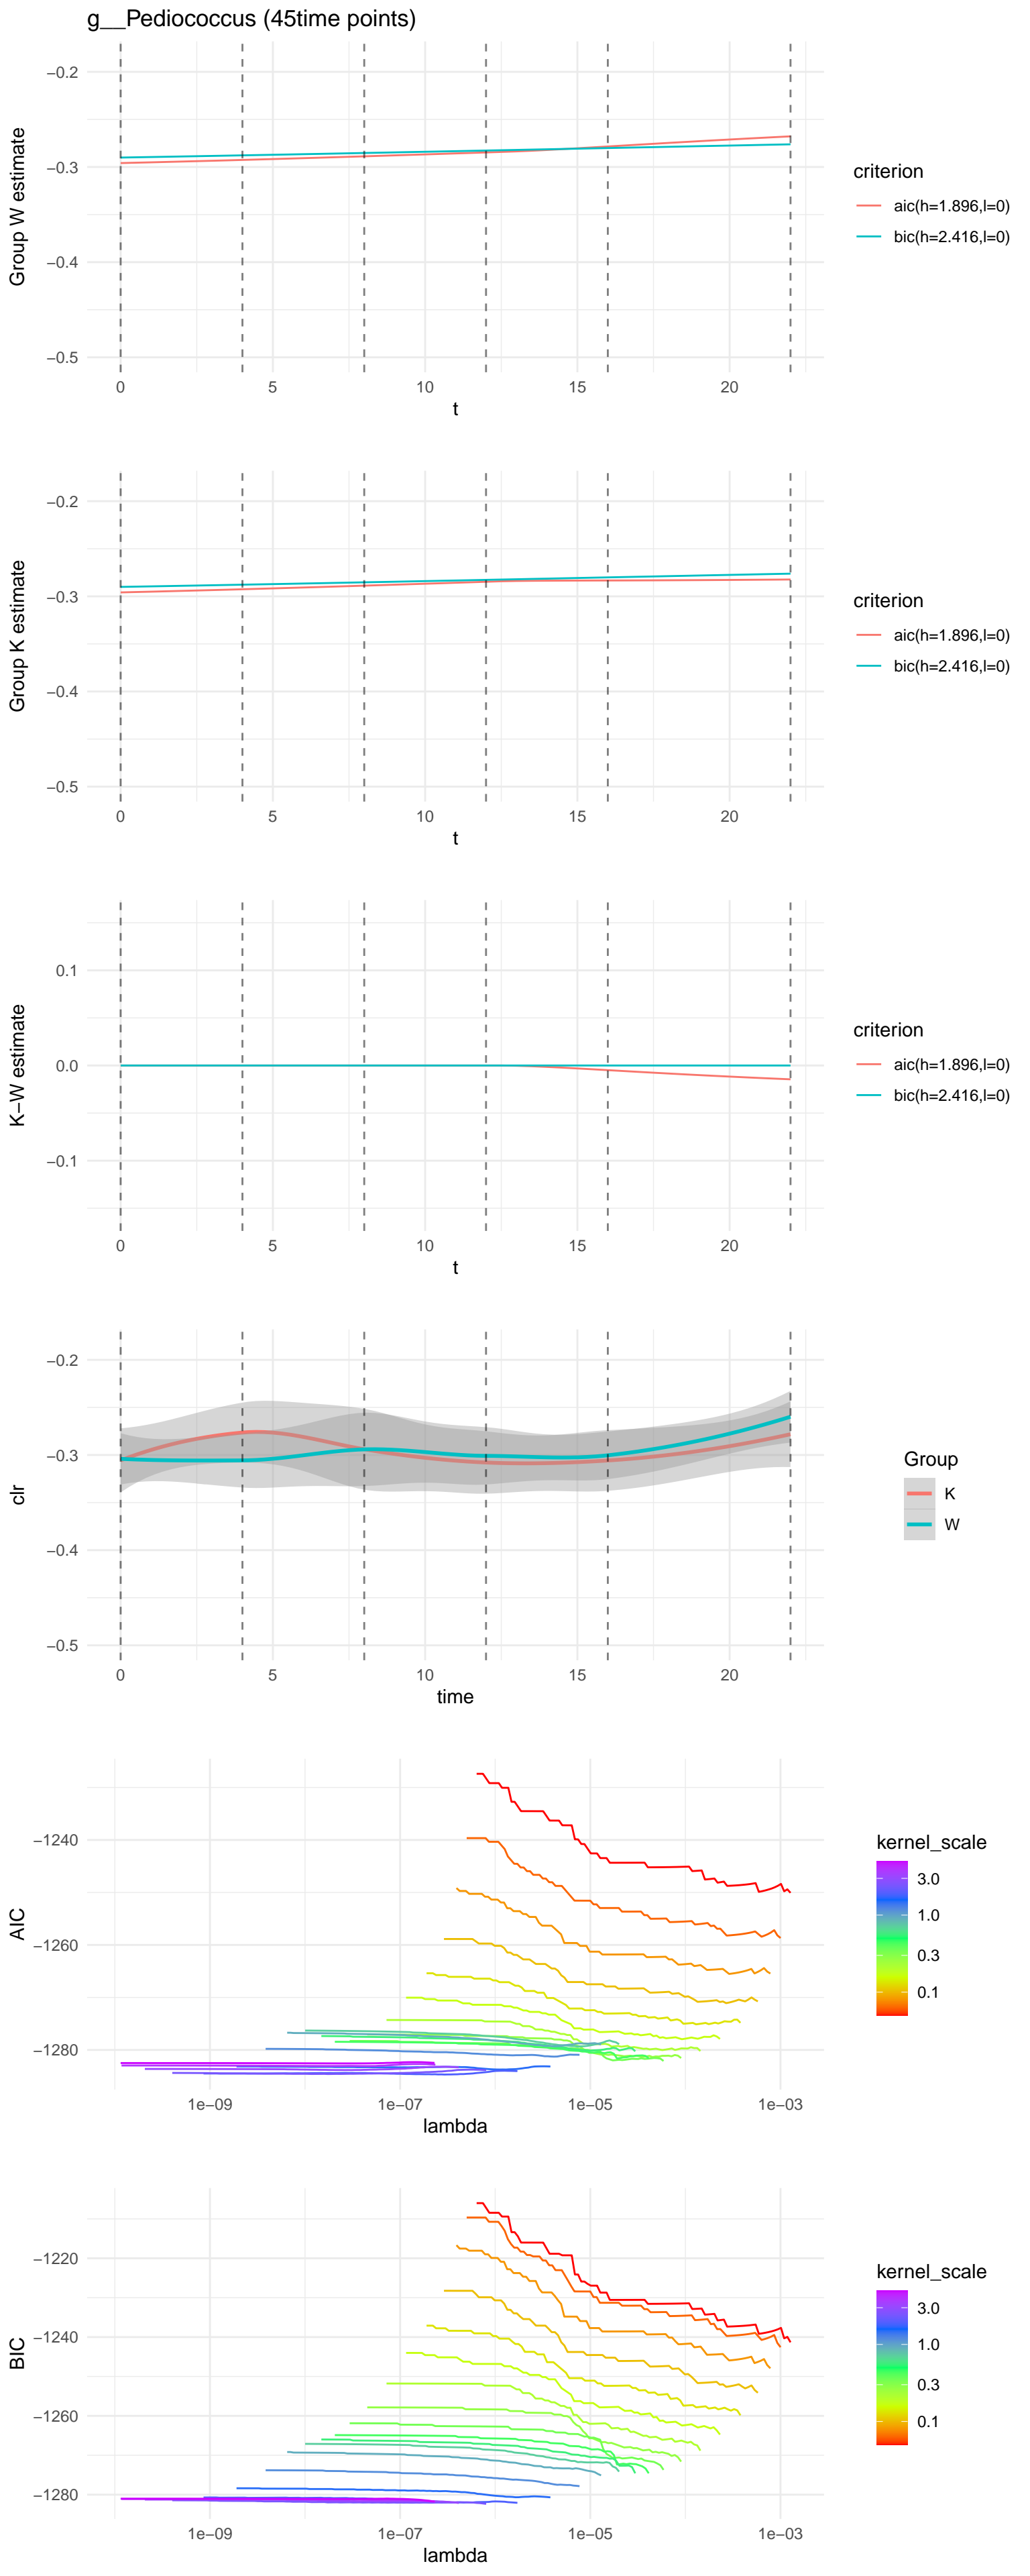 g__Pediococcus (45time points)
Group W estimate
−0.2
−0.3
−0.4
−0.5
0 5 10 15 20
t
criterion
aic(h=1.896,l=0)
bic(h=2.416,l=0)
Group K estimate
−0.2
−0.3
−0.4
−0.5
0 5 10 15 20
t
criterion
aic(h=1.896,l=0)
bic(h=2.416,l=0)
K−W estimate
0.1
0.0
−0.1
0 5 10 15 20
t
criterion
aic(h=1.896,l=0)
bic(h=2.416,l=0)
clr
−0.2
−0.3
−0.4
−0.5
0 5 10 15 20
time
Group
K
W
AIC
−1240
−1260
−1280
1e−09 1e−07 1e−05 1e−03
lambda
kernel_scale
3.0
1.0
0.3
0.1
BIC
−1220
−1240
−1260
−1280
1e−09 1e−07 1e−05 1e−03
lambda
kernel_scale
3.0
1.0
0.3
0.1